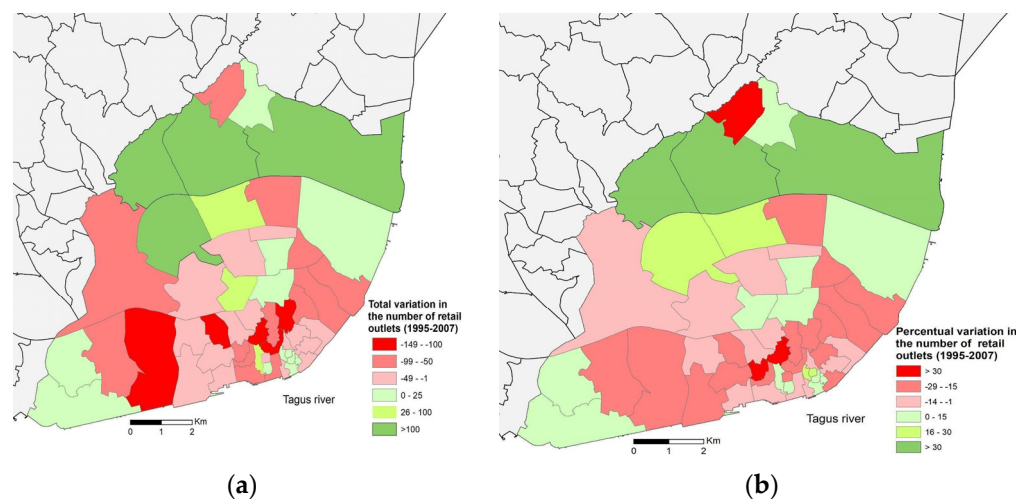 Total variation in
the number of retail
outlets (1995-2007)
-149 - -100
-99 - -50
-49 - -1
0 - 25
26 - 100
>100
Tagus river
Km
0 1 2
(a)
Percentual variation in
the number of retail
outlets (1995-2007)
> 30
-29 - -15
-14 - -1
0 - 15
16 - 30
> 30
Tagus river
Km
0 1 2
(b)